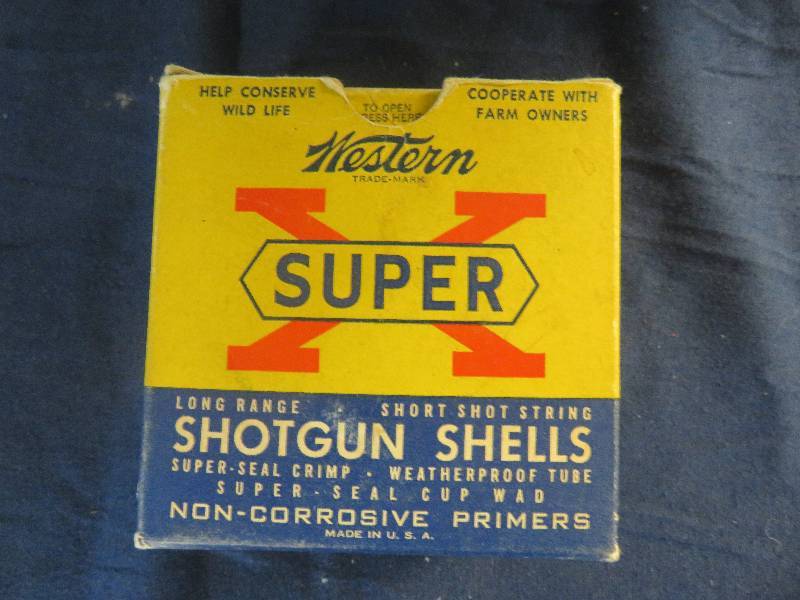 HELP CONSERVE
WILD LIFE
TO OPEN
PRESS HERE
COOPERATE WITH
FARM OWNERS
Western
TRADE-MARK
X
SUPER
LONG RANGE · SHORT SHOT STRING
SHOTGUN SHELLS
SUPER-SEAL CRIMP · WEATHERPROOF TUBE
SUPER-SEAL CUP WAD
NON-CORROSIVE PRIMERS
MADE IN U. S. A.